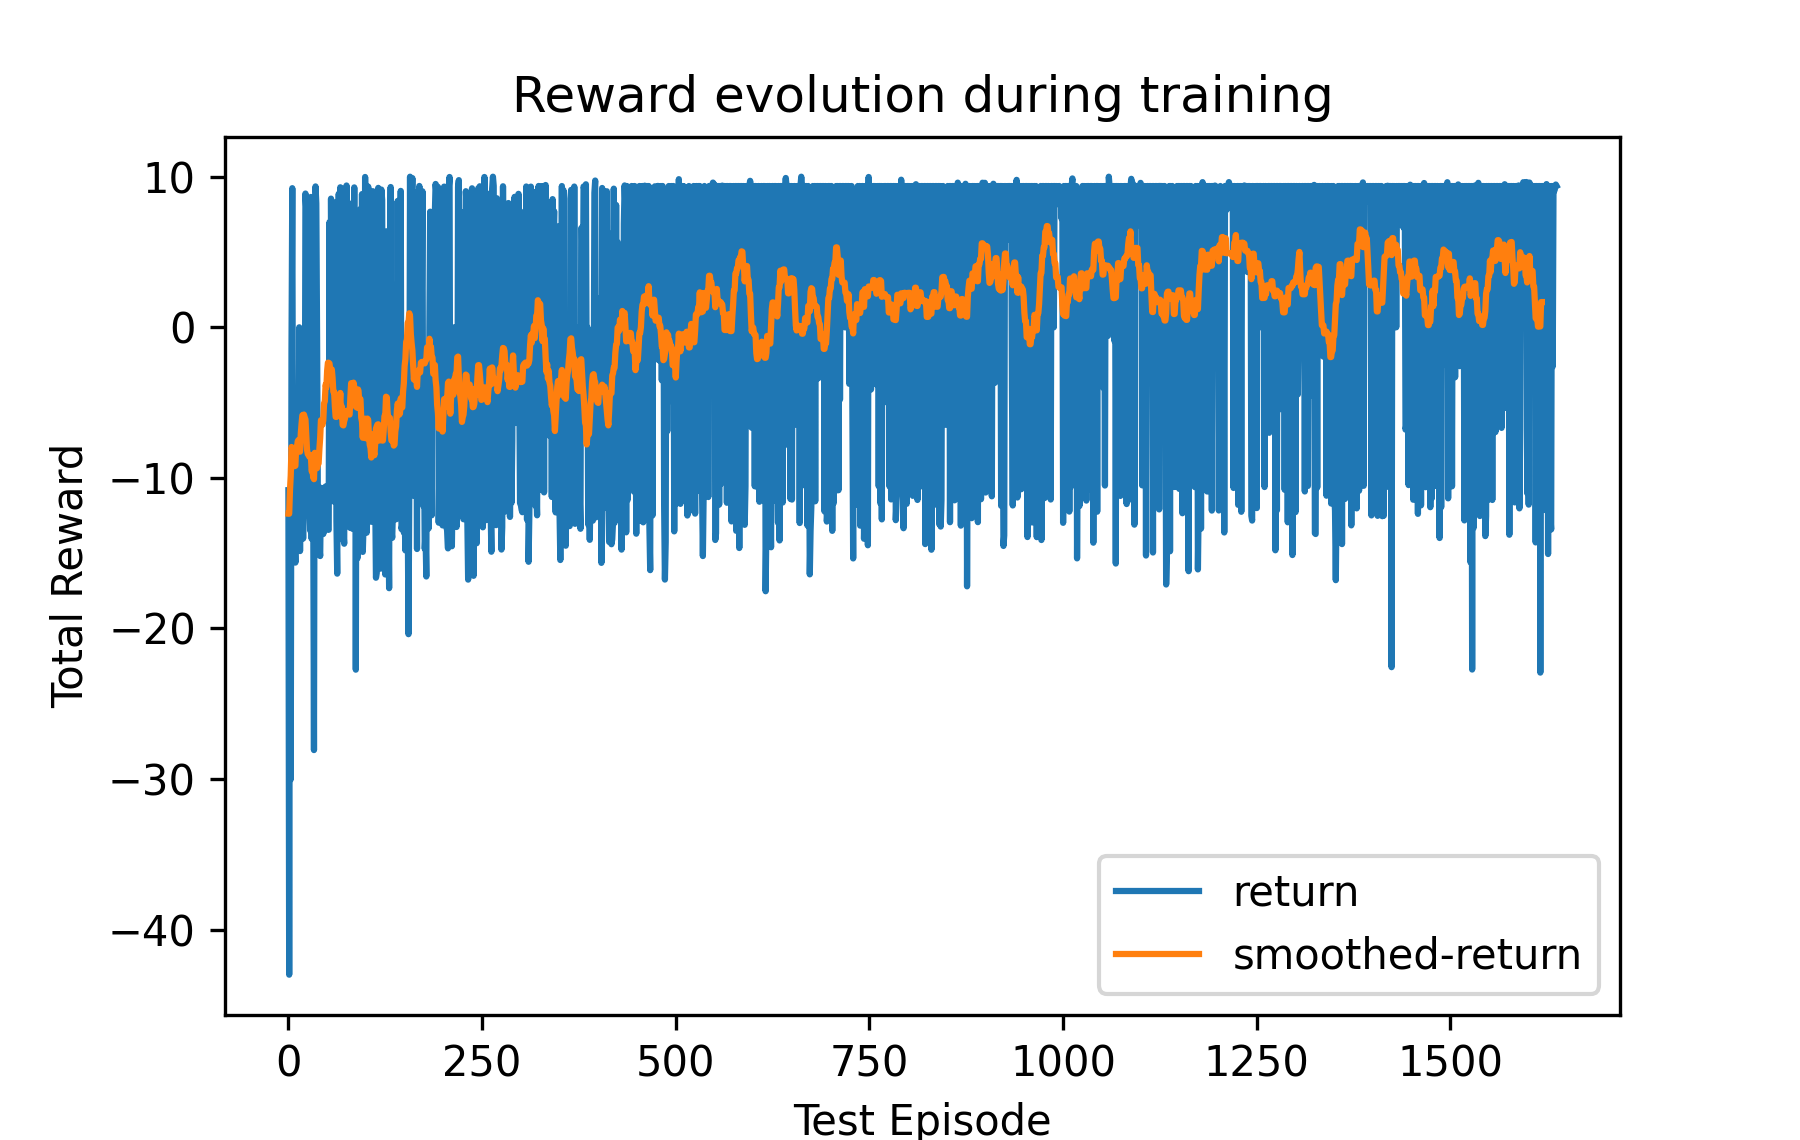 Reward evolution during training
Total Reward
10
0
−10
−20
−30
−40
0 250 500 750 1000 1250 1500
Test Episode
return
smoothed-return